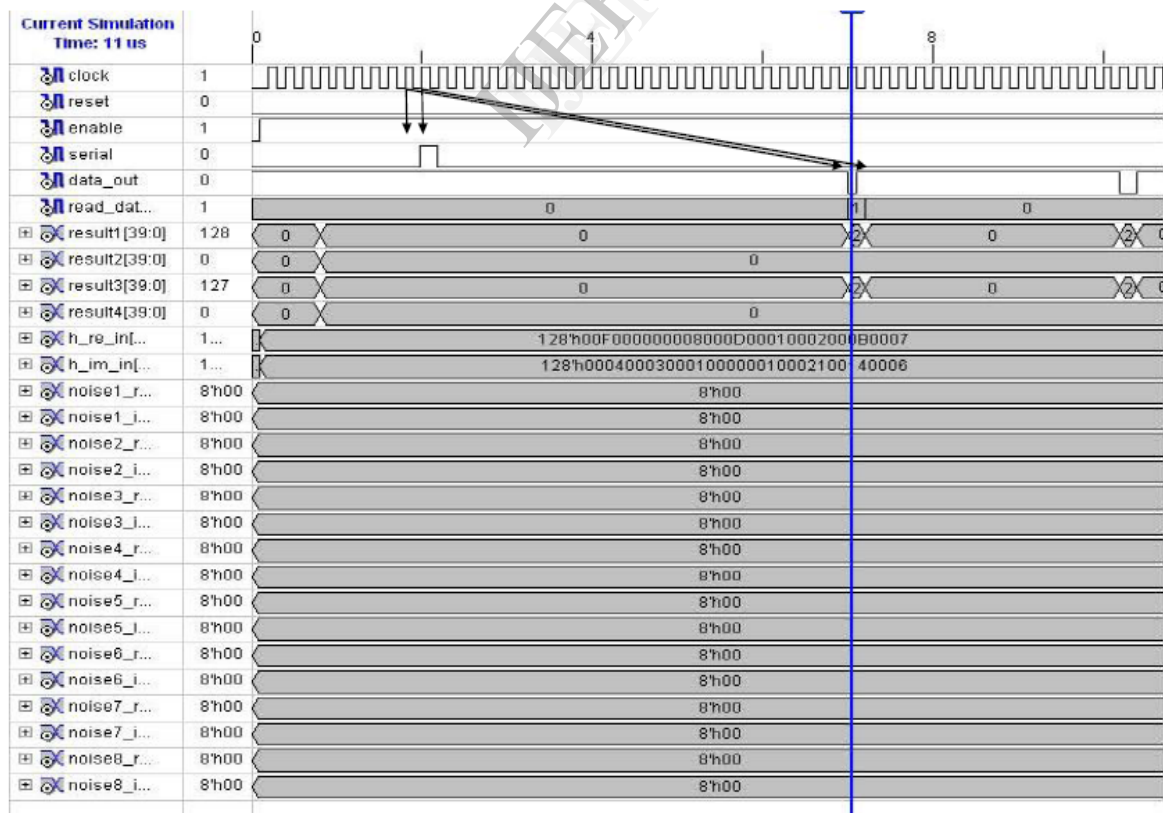 IJER
Current Simulation
Time: 11 us
0 4 8
clock 1
reset 0
enable 1
serial 0
data_out 0
read_dat... 1 0 1 0
result1[39:0] 128 0 0 2 0 2 0
result2[39:0] 0 0 0
result3[39:0] 127 0 0 2 0 2 0
result4[39:0] 0 0 0
h_re_in[... 1... 128'h00F000000008000D00010002000B0007
h_im_in[... 1... 128'h00040003000100000010002100140006
noise1_r... 8'h00 8'h00
noise1_i... 8'h00 8'h00
noise2_r... 8'h00 8'h00
noise2_i... 8'h00 8'h00
noise3_r... 8'h00 8'h00
noise3_i... 8'h00 8'h00
noise4_r... 8'h00 8'h00
noise4_i... 8'h00 8'h00
noise5_r... 8'h00 8'h00
noise5_i... 8'h00 8'h00
noise6_r... 8'h00 8'h00
noise6_i... 8'h00 8'h00
noise7_r... 8'h00 8'h00
noise7_i... 8'h00 8'h00
noise8_r... 8'h00 8'h00
noise8_i... 8'h00 8'h00